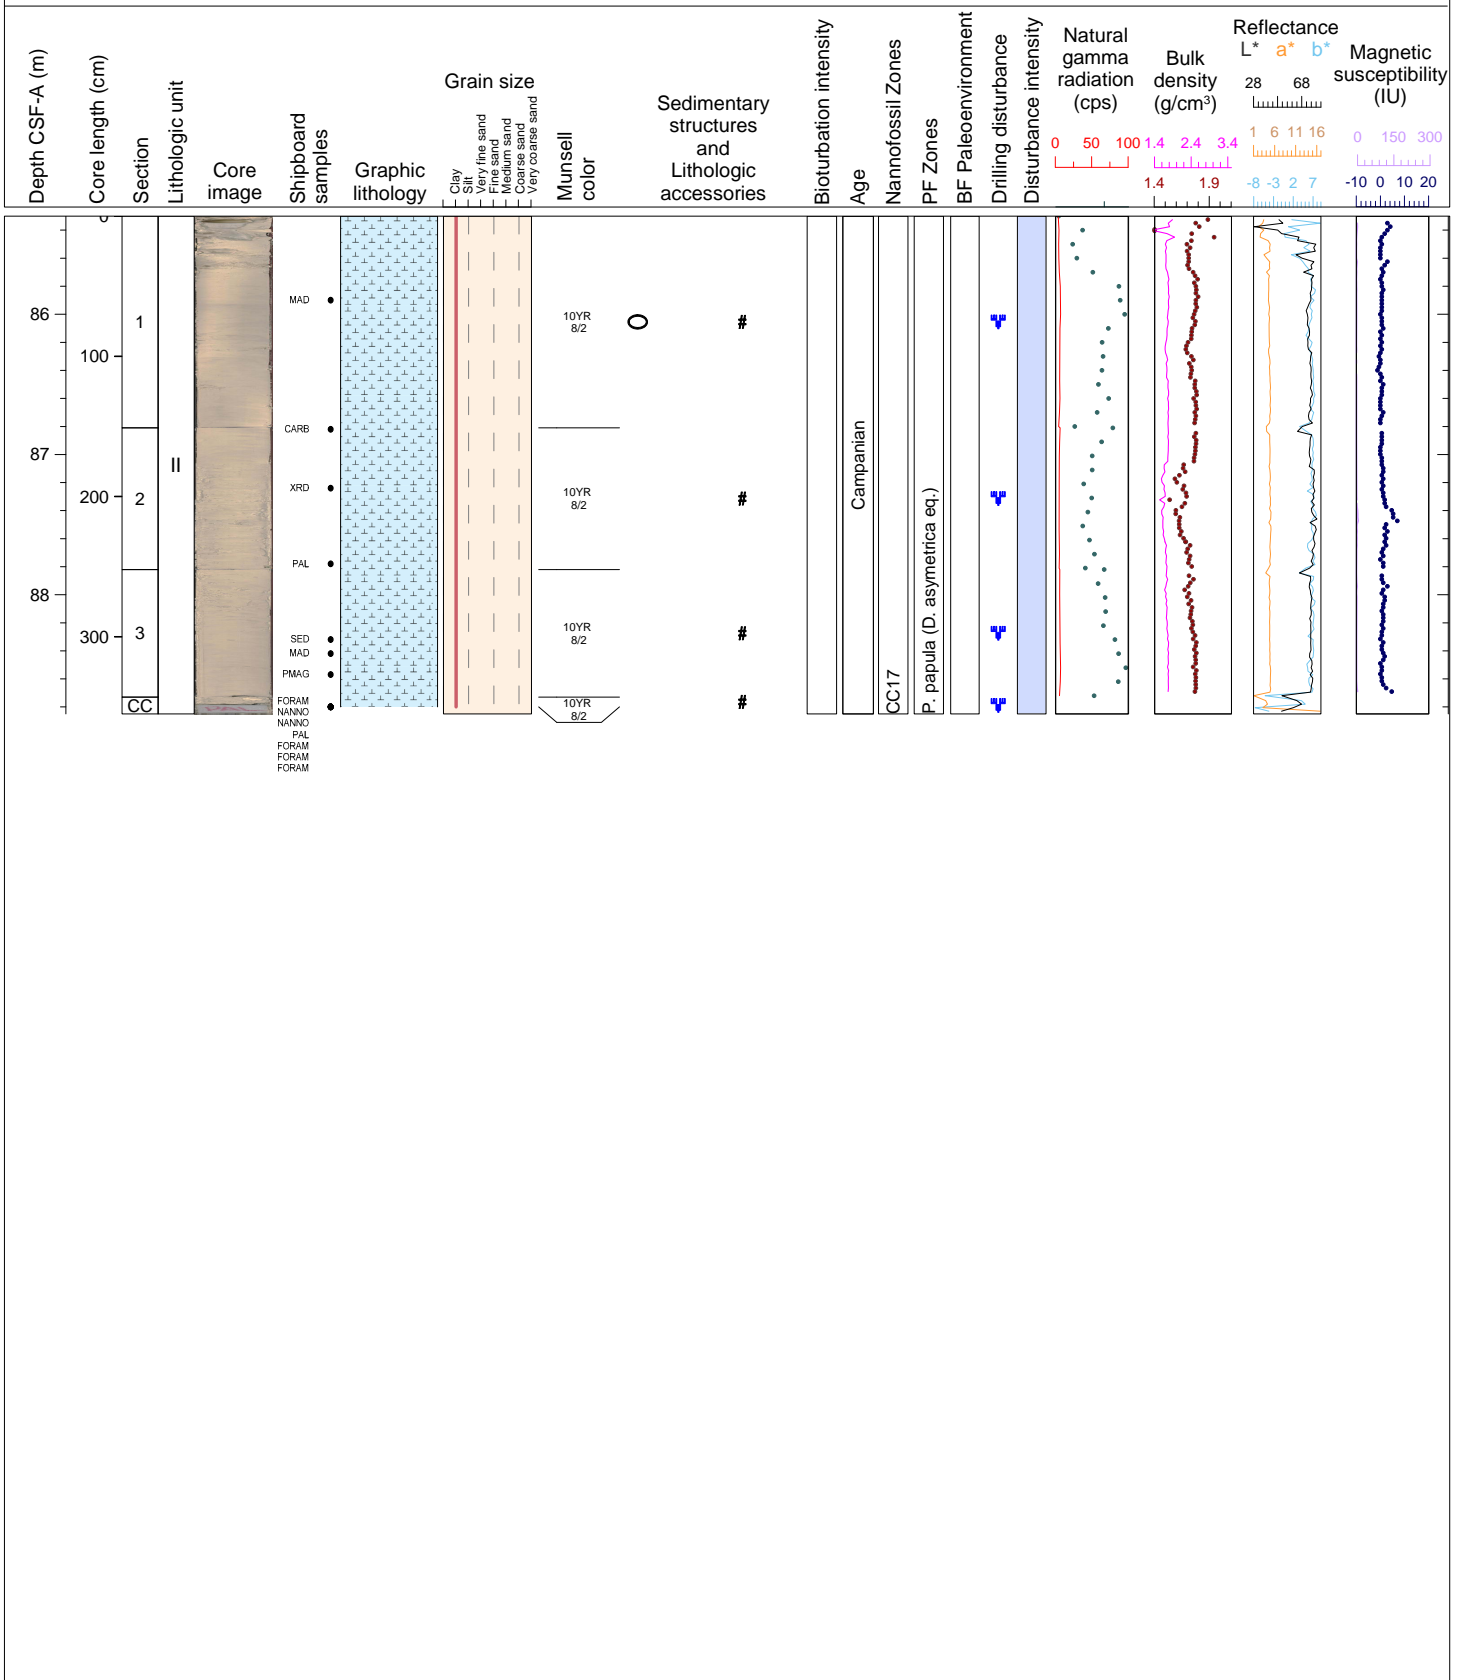 Depth CSF-A (m)
Core length (cm)
Section
Lithologic unit
Core
image
Shipboard
samples
Graphic
lithology
Grain size
Clay
Silt
Very fine sand
Fine sand
Medium sand
Coarse sand
Very coarse sand
Munsell
color
Sedimentary
structures
and
Lithologic
accessories
Bioturbation intensity
Age
Nannofossil Zones
PF Zones
BF Paleoenvironment
Drilling disturbance
Disturbance intensity
Natural
gamma
radiation
(cps)
0 50 100
Bulk
density
(g/cm³)
1.4 2.4 3.4
1.4 1.9
Reflectance
L* a* b*
28 68
1 6 11 16
-8 -3 2 7
Magnetic
susceptibility
(IU)
0 150 300
-10 0 10 20
0
86
100
87
200
88
300
1
2
3
CC
II
MAD
CARB
XRD
PAL
SED
MAD
PMAG
FORAM
NANNO
NANNO
PAL
FORAM
FORAM
FORAM
10YR
8/2
10YR
8/2
10YR
8/2
10YR
8/2
#
#
#
#
Campanian
CC17
P. papula (D. asymetrica eq.)